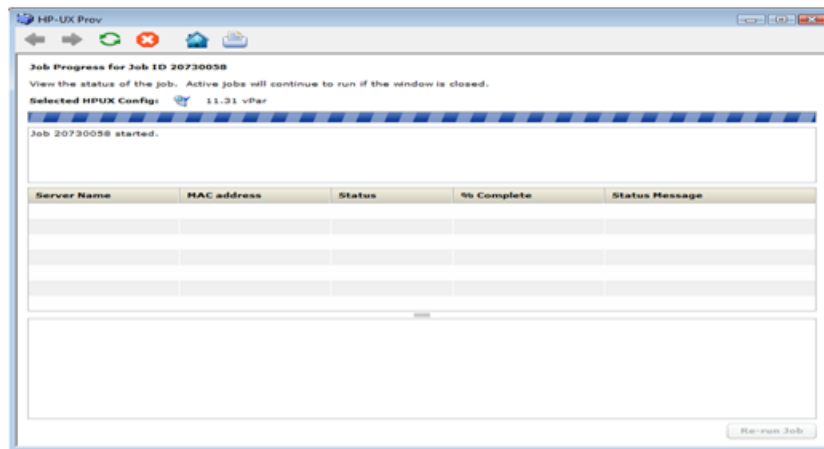 HP-UX Prov
Job Progress for Job ID 20730058
View the status of the job. Active jobs will continue to run if the window is closed.
Selected HPUX Config: 11.31 vPar
Job 20730058 started.
Server Name MAC address Status % Complete Status Message
Re-run Job